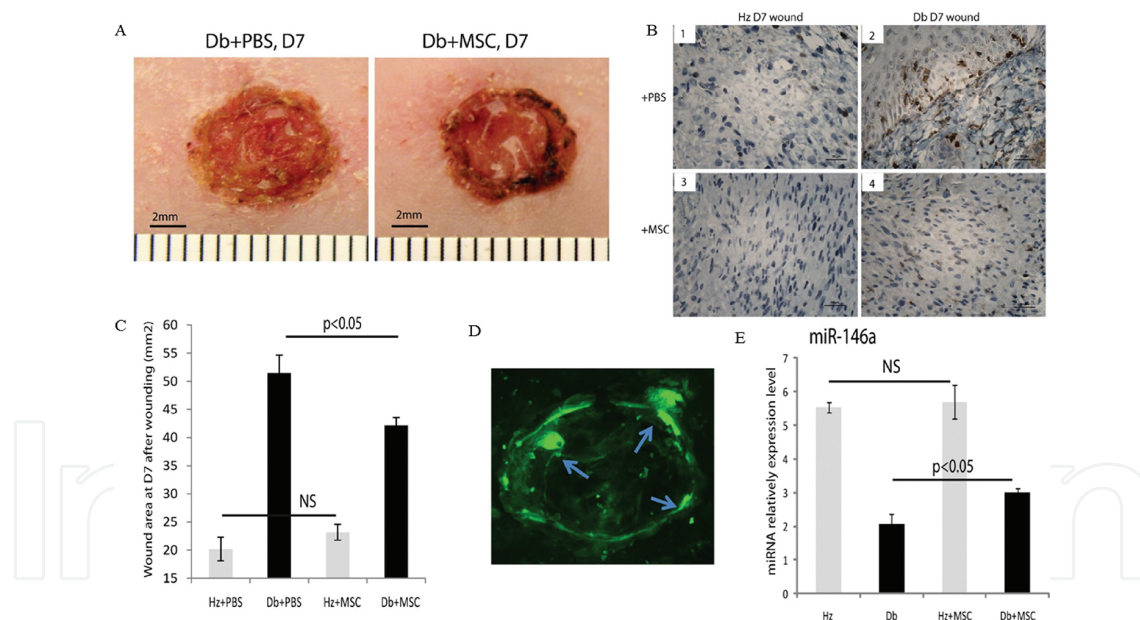 A
Db+PBS, D7
Db+MSC, D7
2mm
2mm
B
Hz D7 wound
Db D7 wound
+PBS
+MSC
1
2
3
4
C
Wound area at D7 after wounding (mm2)
60
55
50
45
40
35
30
25
20
15
p<0.05
NS
Hz+PBS
Db+PBS
Hz+MSC
Db+MSC
D
E
miR-146a
miRNA relatively expression level
7
6
5
4
3
2
1
0
NS
p<0.05
Hz
Db
Hz+MSC
Db+MSC